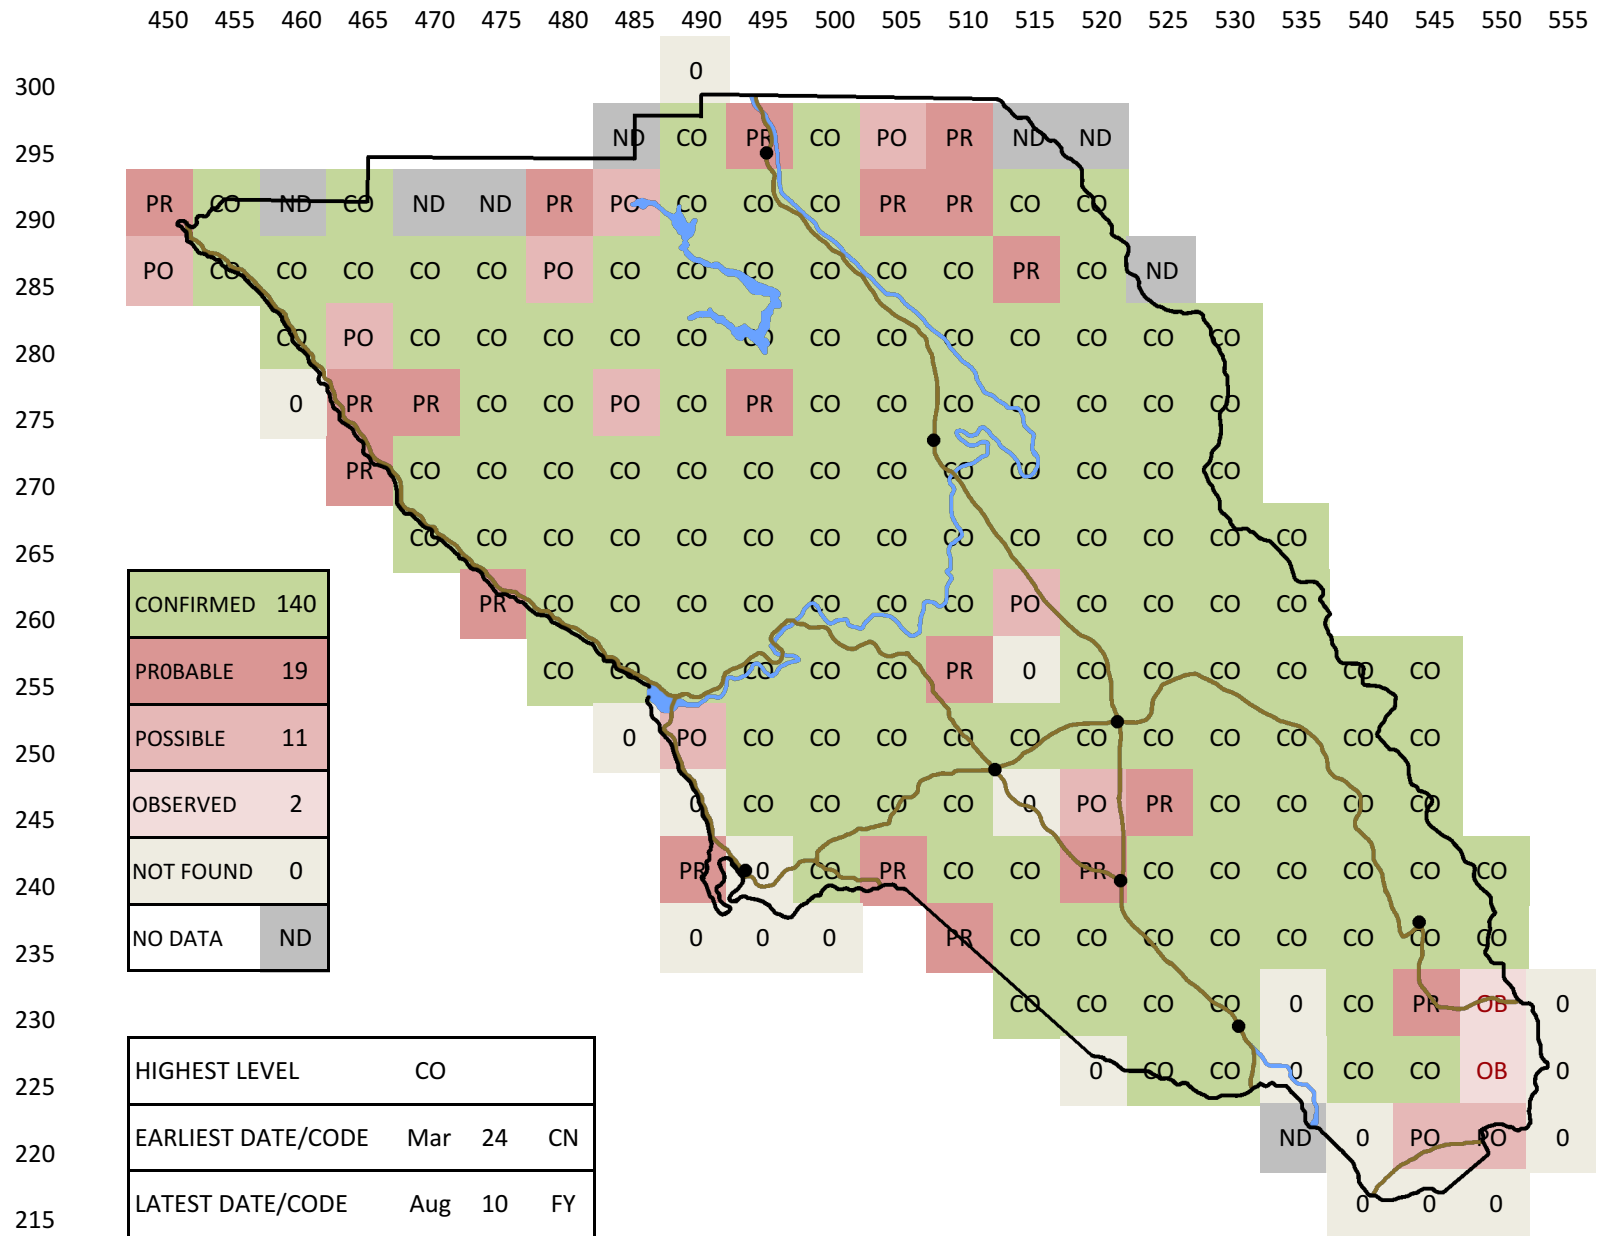 450 455 460 465 470 475 480 485 490 495 500 505 510 515 520 525 530 535 540 545 550 555
0
300
ND CO PR CO PO PR ND ND
295
PR CO ND CO ND ND PR PO CO CO CO PR PR CO CO
290
PO CO CO CO CO CO PO CO CO CO CO CO CO PR CO ND
285
CO PO CO CO CO CO CO CO CO CO CO CO CO CO CO
280
0 PR PR CO CO PO CO PR CO CO CO CO CO CO CO
275
PR CO CO CO CO CO CO CO CO CO CO CO CO CO
270
CO CO CO CO CO CO CO CO CO CO CO CO CO CO
265
PR CO CO CO CO CO CO CO PO CO CO CO CO
CONFIRMED 140
260
CO CO CO CO CO CO PR 0 CO CO CO CO CO CO
PR0BABLE 19
255
0 PO CO CO CO CO CO CO CO CO CO CO CO
POSSIBLE 11
250
0 CO CO CO CO 0 PO PR CO CO CO CO
OBSERVED 2
245
PR 0 CO PR CO CO PR CO CO CO CO CO CO
NOT FOUND 0
240
0 0 0 PR CO CO CO CO CO CO CO CO
NO DATA ND
235
CO CO CO CO 0 CO PR OB 0
230
0 CO CO 0 CO CO OB 0
HIGHEST LEVEL CO
225
ND 0 PO PO 0
EARLIEST DATE/CODE Mar 24 CN
220
0 0 0
LATEST DATE/CODE Aug 10 FY
215